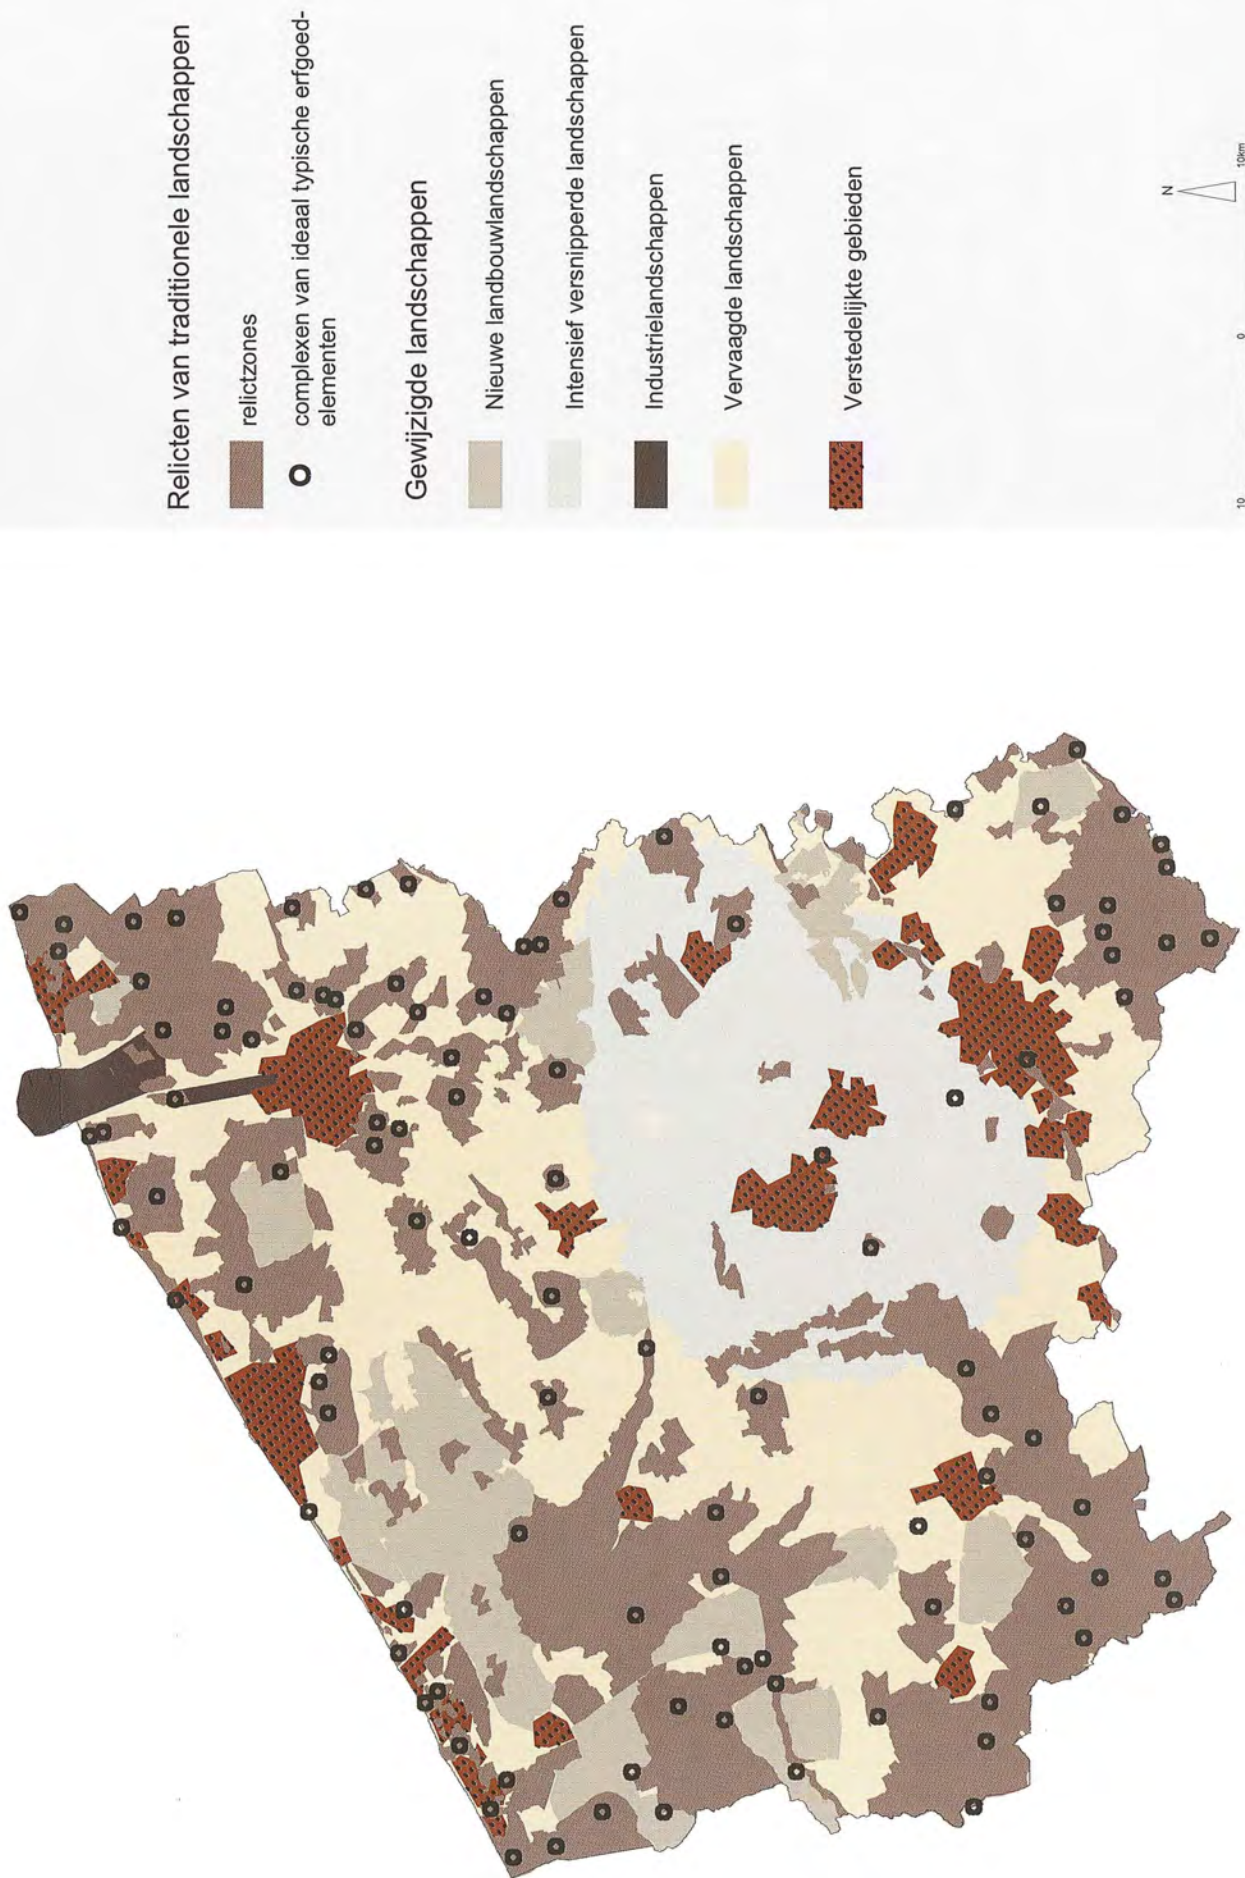 Relicten van traditionele landschappen
relictzones
complexen van ideaal typische erfgoed-
elementen
Gewijzigde landschappen
Nieuwe landbouwlandschappen
Intensief versnipperde landschappen
Industrielandschappen
Vervaagde landschappen
Verstedelijkte gebieden
N
10
0
10km